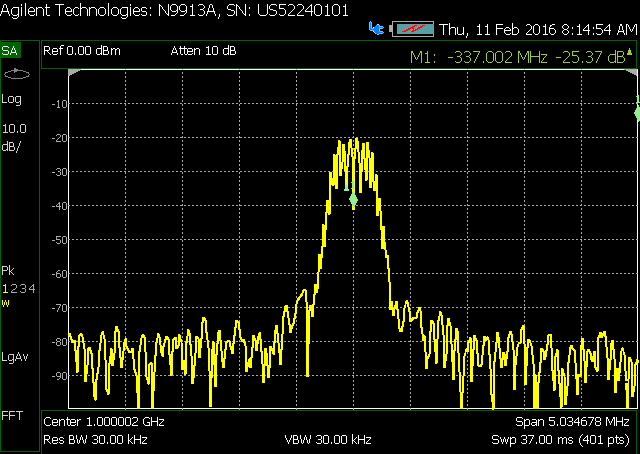 Agilent Technologies: N9913A, SN: US52240101
Thu, 11 Feb 2016 8:14:54 AM
SA
Ref 0.00 dBm Atten 10 dB
M1: -337.002 MHz -25.37 dB
Log
-10
10.0
-20
dB/
-30
-40
-50
-60
Pk
1234
W
-70
-80
LgAv
-90
FFT
Center 1.000002 GHz Span 5.034678 MHz
Res BW 30.00 kHz VBW 30.00 kHz Swp 37.00 ms (401 pts)